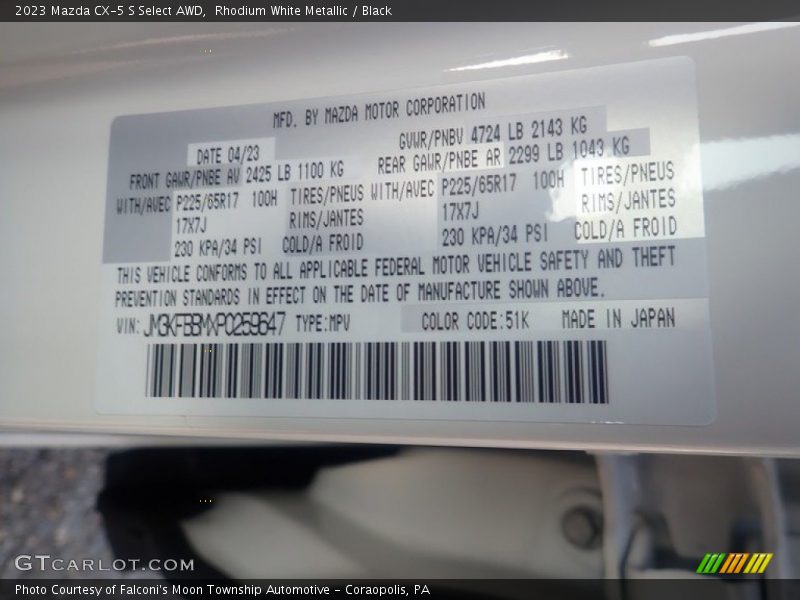 2023 Mazda CX-5 S Select AWD, Rhodium White Metallic / Black
MFD. BY MAZDA MOTOR CORPORATION
DATE 04/23 GVWR/PNBV 4724 LB 2143 KG
FRONT GAWR/PNBE AV 2425 LB 1100 KG REAR GAWR/PNBE AR 2299 LB 1043 KG
WITH/AVEC P225/65R17 100H TIRES/PNEUS WITH/AVEC P225/65R17 100H TIRES/PNEUS
17X7J RIMS/JANTES 17X7J RIMS/JANTES
230 KPA/34 PSI COLD/A FROID 230 KPA/34 PSI COLD/A FROID
THIS VEHICLE CONFORMS TO ALL APPLICABLE FEDERAL MOTOR VEHICLE SAFETY AND THEFT
PREVENTION STANDARDS IN EFFECT ON THE DATE OF MANUFACTURE SHOWN ABOVE.
VIN: JM3KFBBMXP0259647 TYPE:MPV COLOR CODE:51K MADE IN JAPAN
GTCARLOT.COM
Photo Courtesy of Falconi's Moon Township Automotive - Coraopolis, PA